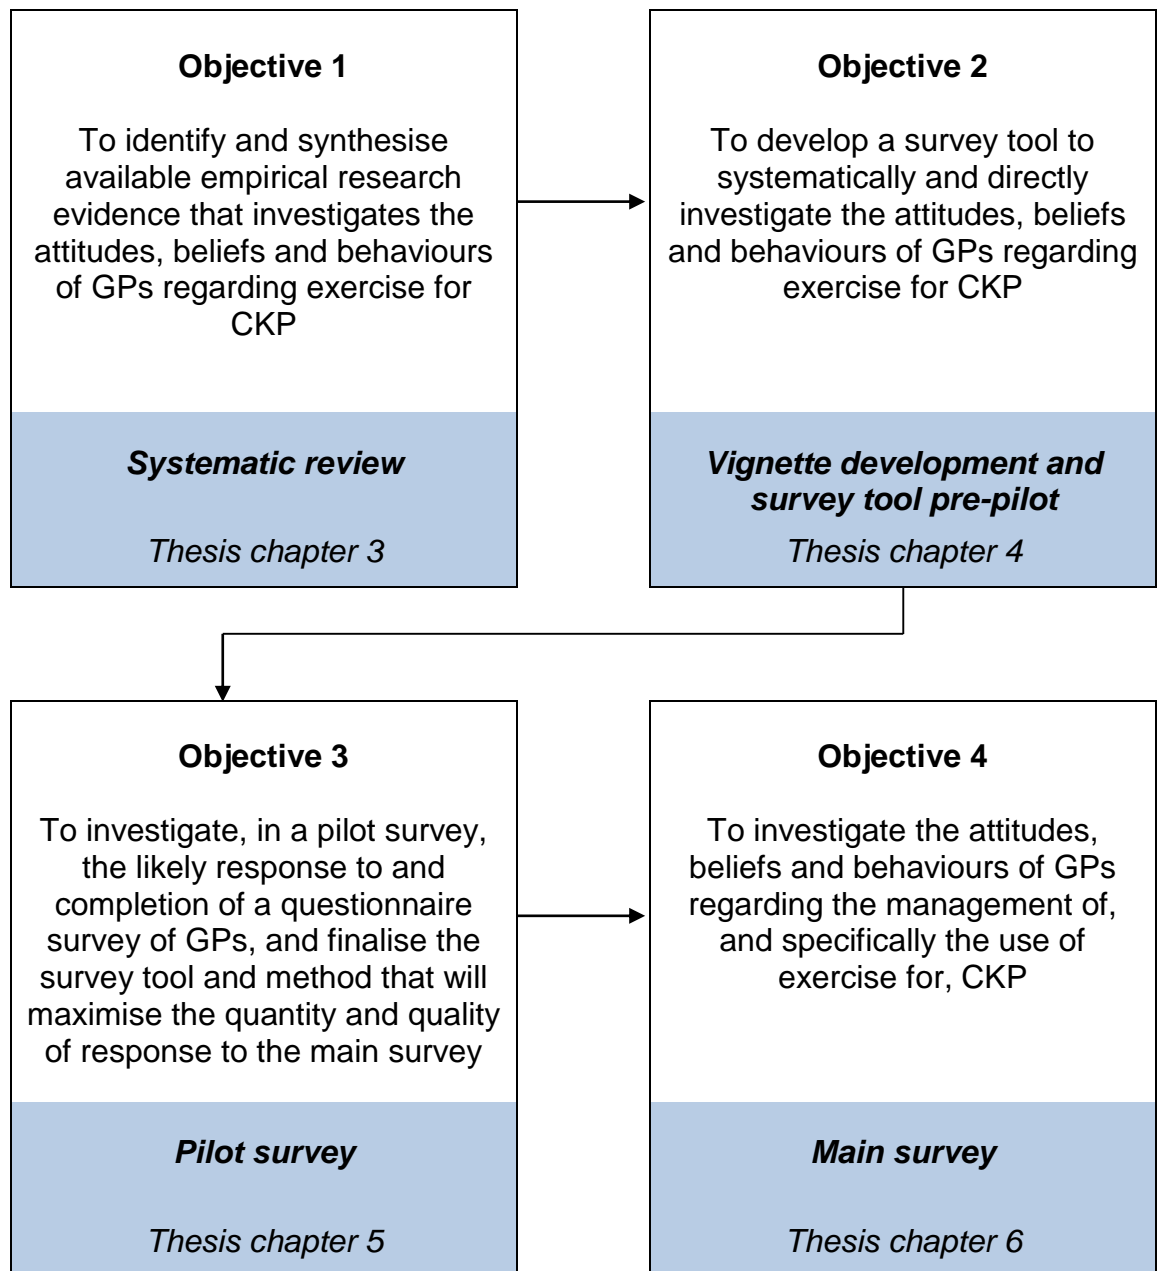 Objective 1
To identify and synthesise
available empirical research
evidence that investigates the
attitudes, beliefs and behaviours
of GPs regarding exercise for
CKP
Systematic review
Thesis chapter 3
Objective 2
To develop a survey tool to
systematically and directly
investigate the attitudes, beliefs
and behaviours of GPs regarding
exercise for CKP
Vignette development and
survey tool pre-pilot
Thesis chapter 4
Objective 3
To investigate, in a pilot survey,
the likely response to and
completion of a questionnaire
survey of GPs, and finalise the
survey tool and method that will
maximise the quantity and quality
of response to the main survey
Pilot survey
Thesis chapter 5
Objective 4
To investigate the attitudes,
beliefs and behaviours of GPs
regarding the management of,
and specifically the use of
exercise for, CKP
Main survey
Thesis chapter 6